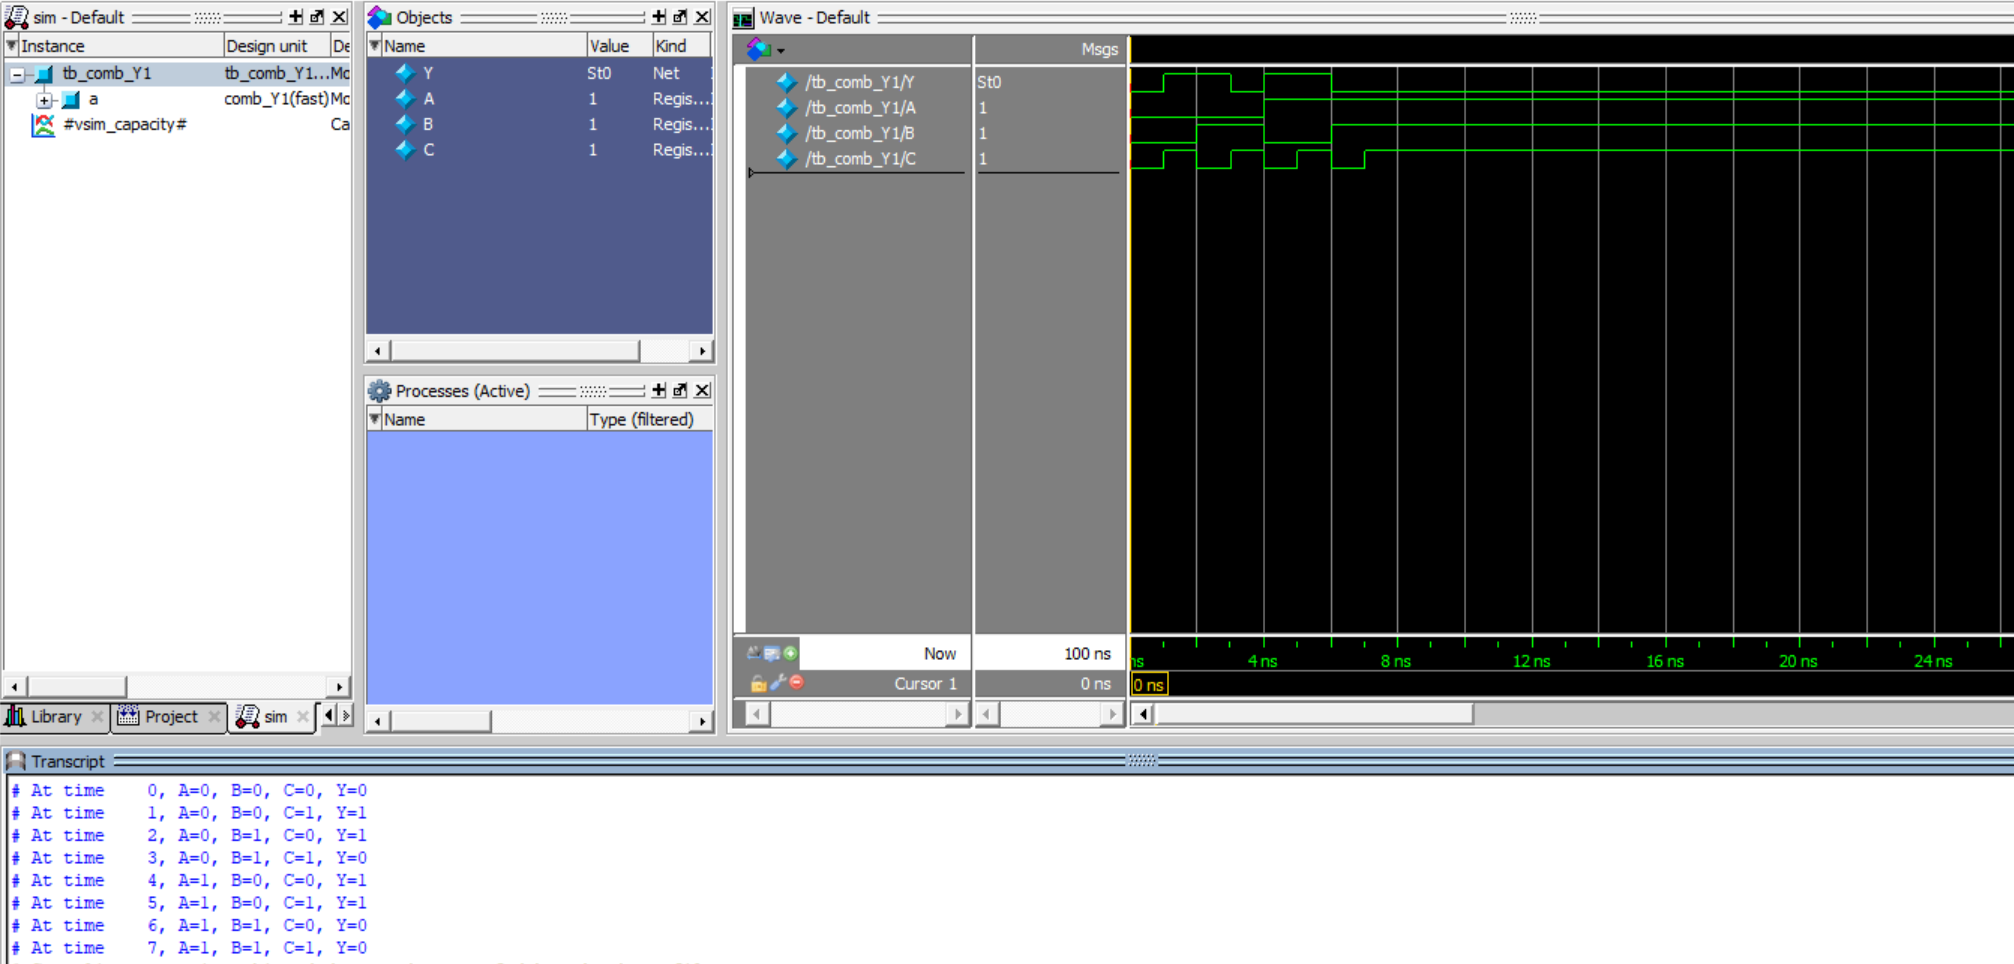 sim - Default
Instance Design unit De
tb_comb_Y1 tb_comb_Y1... Mo
a comb_Y1(fast) Mo
#vsim_capacity# Ca
Library Project sim
Objects
Name Value Kind
Y St0 Net
A 1 Regis...
B 1 Regis...
C 1 Regis...
Processes (Active)
Name Type (filtered)
Wave - Default
Msgs
/tb_comb_Y1/Y St0
/tb_comb_Y1/A 1
/tb_comb_Y1/B 1
/tb_comb_Y1/C 1
Now 100 ns
Cursor 1 0 ns
ns 4 ns 8 ns 12 ns 16 ns 20 ns 24 ns
0 ns
Transcript
# At time 0, A=0, B=0, C=0, Y=0
# At time 1, A=0, B=0, C=1, Y=1
# At time 2, A=0, B=1, C=0, Y=1
# At time 3, A=0, B=1, C=1, Y=0
# At time 4, A=1, B=0, C=0, Y=1
# At time 5, A=1, B=0, C=1, Y=1
# At time 6, A=1, B=1, C=0, Y=0
# At time 7, A=1, B=1, C=1, Y=0